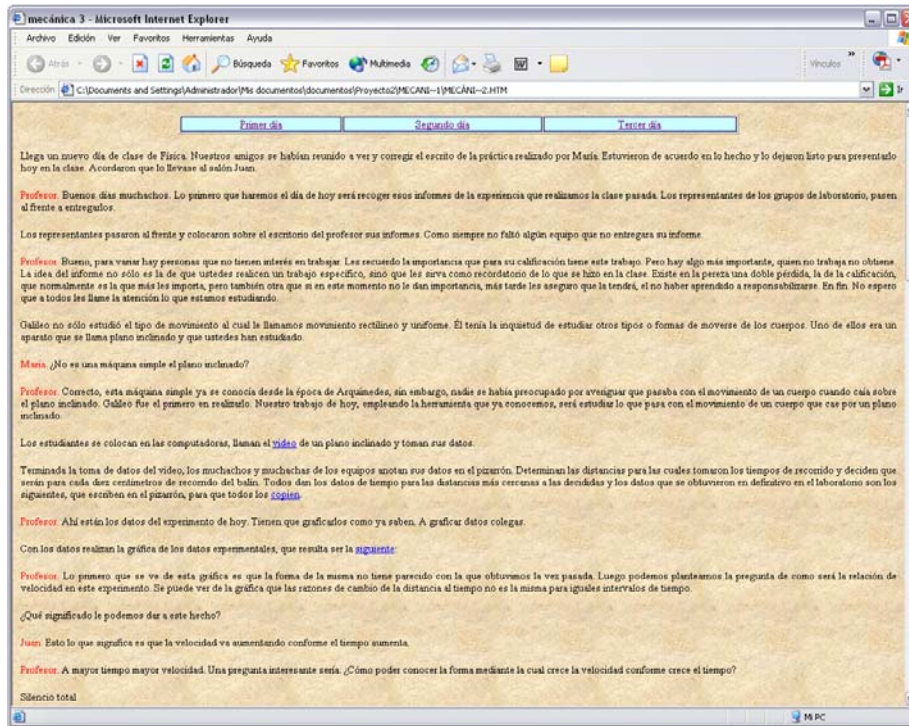 mecánica 3 - Microsoft Internet Explorer
Archivo Edición Ver Favoritos Herramientas Ayuda
Atrás Búsqueda Favoritos Multimedia Vínculos
Dirección C:\Documents and Settings\Administrador\Mis documentos\documentos\Proyecto2\MECANI~1\MECÁNI~2.HTM Ir
Primer día Segundo día Tercer día
Llega un nuevo día de clase de Física. Nuestros amigos se habían reunido a ver y corregir el escrito de la práctica realizado por María. Estuvieron de acuerdo en lo hecho y lo dejaron listo para presentarlo
hoy en la clase. Acordaron que lo llevase al salón Juan.
Profesor. Buenos días muchachos. Lo primero que haremos el día de hoy será recoger esos informes de la experiencia que realizamos la clase pasada. Los representantes de los grupos de laboratorio, pasen
al frente a entregarlos.
Los representantes pasaron al frente y colocaron sobre el escritorio del profesor sus informes. Como siempre no faltó algún equipo que no entregara su informe.
Profesor. Bueno, para variar hay personas que no tienen interés en trabajar. Les recuerdo la importancia que para su calificación tiene este trabajo. Pero hay algo más importante, quien no trabaja no obtiene.
La idea del informe no sólo es la de que ustedes realicen un trabajo específico, sino que les sirva como recordatorio de lo que se hizo en la clase. Existe en la pereza una doble pérdida, la de la calificación,
que normalmente es la que más les importa, pero también otra que si en este momento no le dan importancia, más tarde les aseguro que la tendrá, el no haber aprendido a responsabilizarse. En fin. No espero
que a todos les llame la atención lo que estamos estudiando.
Galileo no sólo estudió el tipo de movimiento al cual le llamamos movimiento rectilíneo y uniforme. Él tenía la inquietud de estudiar otros tipos o formas de moverse de los cuerpos. Uno de ellos era un
aparato que se llama plano inclinado y que ustedes han estudiado.
María. ¿No es una máquina simple el plano inclinado?
Profesor. Correcto, esta máquina simple ya se conocía desde la época de Arquímedes, sin embargo, nadie se había preocupado por averiguar que pasaba con el movimiento de un cuerpo cuando caía sobre
el plano inclinado. Galileo fue el primero en realizarlo. Nuestro trabajo de hoy, empleando la herramienta que ya conocemos, será estudiar lo que pasa con el movimiento de un cuerpo que cae por un plano
inclinado.
Los estudiantes se colocan en las computadoras, llaman el video de un plano inclinado y toman sus datos.
Terminada la toma de datos del video, los muchachos y muchachas de los equipos anotan sus datos en el pizarrón. Determinan las distancias para las cuales tomaron los tiempos de recorrido y deciden que
serán para cada diez centímetros de recorrido del balín. Todos dan los datos de tiempo para las distancias más cercanas a las decididas y los datos que se obtuvieron en definitivo en el laboratorio son los
siguientes, que escriben en el pizarrón, para que todos los copien.
Profesor. Ahí están los datos del experimento de hoy. Tienen que graficarlos como ya saben. A graficar datos colegas.
Con los datos realizan la gráfica de los datos experimentales, que resulta ser la siguiente:
Profesor. Lo primero que se ve de esta gráfica es que la forma de la misma no tiene parecido con la que obtuvimos la vez pasada. Luego podemos plantearnos la pregunta de como será la relación de
velocidad en este experimento. Se puede ver de la gráfica que las razones de cambio de la distancia al tiempo no es la misma para iguales intervalos de tiempo.
¿Qué significado le podemos dar a este hecho?
Juan. Esto lo que significa es que la velocidad va aumentando conforme el tiempo aumenta.
Profesor. A mayor tiempo mayor velocidad. Una pregunta interesante sería. ¿Cómo poder conocer la forma mediante la cual crece la velocidad conforme crece el tiempo?
Silencio total
Mi PC